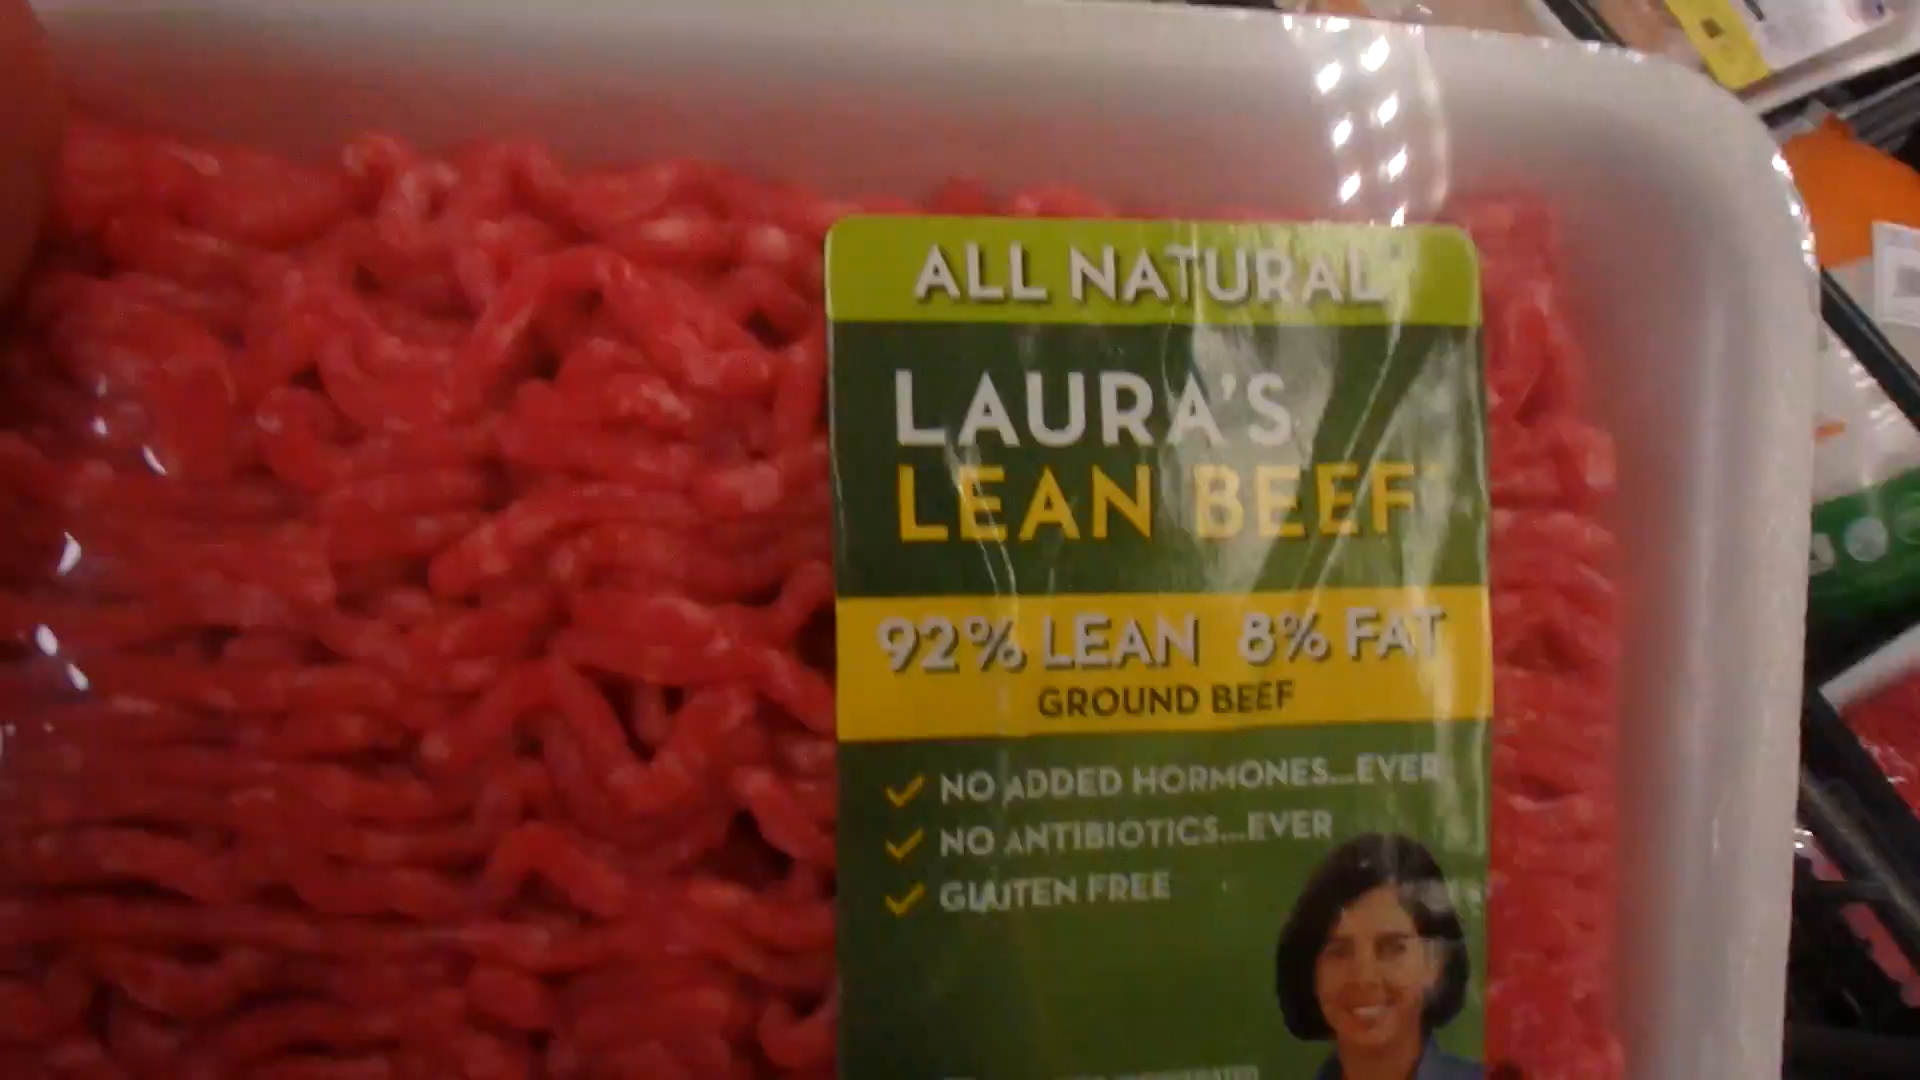 ALL NATURAL*
LAURA'S
LEAN BEEF
92% LEAN 8% FAT
GROUND BEEF
NO ADDED HORMONES...EVER
NO ANTIBIOTICS...EVER
GLUTEN FREE